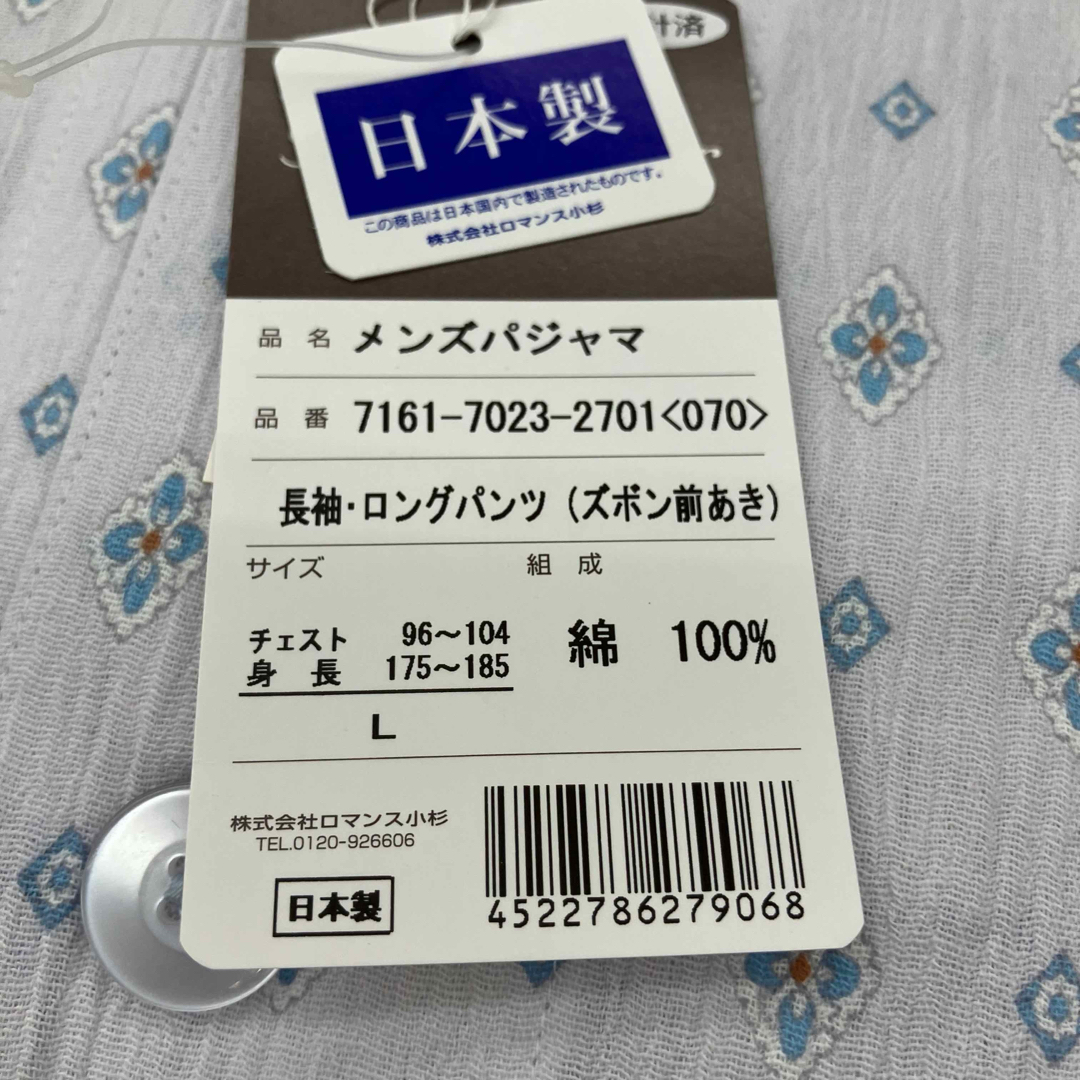 計済
日本製
この商品は日本国内で製造されたものです。
株式会社ロマンス小杉
品名 メンズパジャマ
品番 7161-7023-2701<070>
長袖・ロングパンツ（ズボン前あき）
サイズ 組成
チェスト 96～104 綿 100%
身長 175～185
L
株式会社ロマンス小杉
TEL.0120-926606
日本製
4522786279068